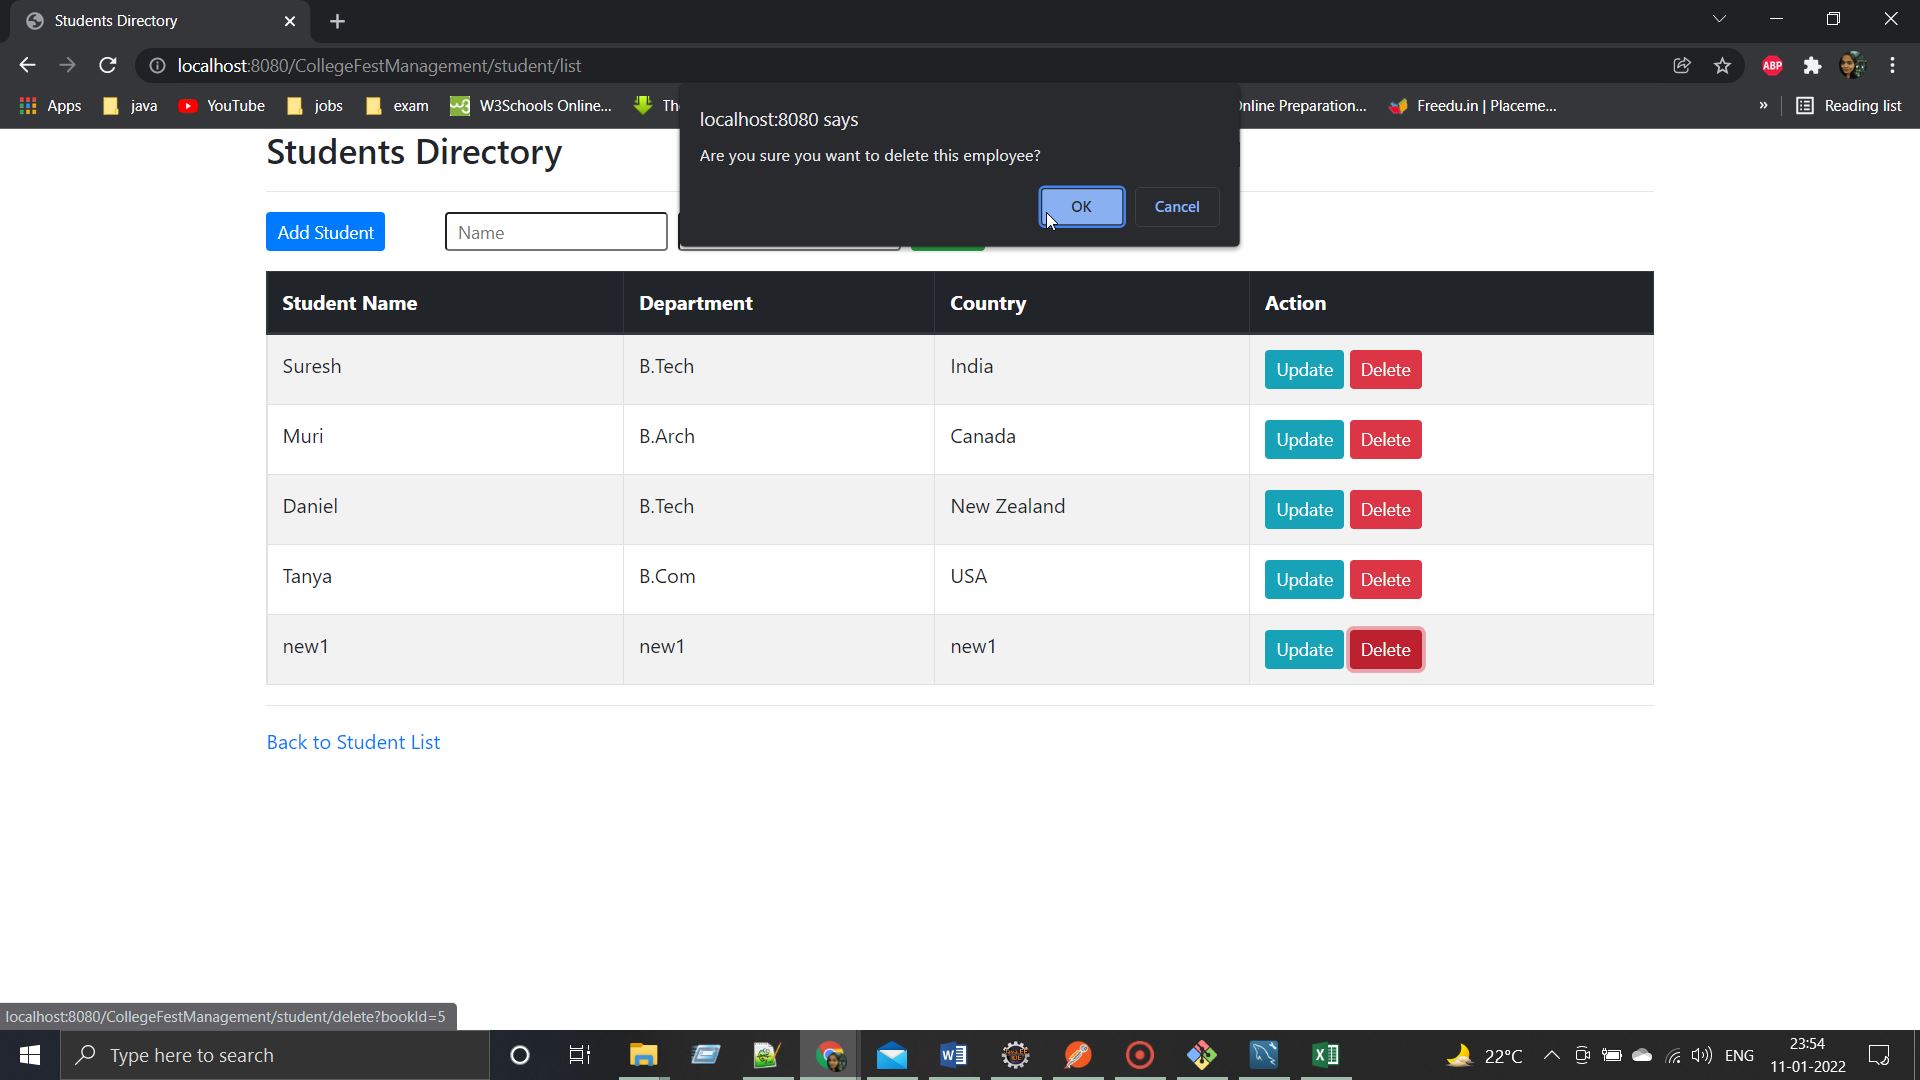 Students Directory
localhost:8080/CollegeFestManagement/student/list
ABP
Apps java YouTube jobs exam W3Schools Online... Online Preparation... Freedu.in | Placeme... » Reading list
localhost:8080 says
Are you sure you want to delete this employee?
OK Cancel
Students Directory
Add Student Name
Student Name Department Country Action
Suresh B.Tech India Update Delete
Muri B.Arch Canada Update Delete
Daniel B.Tech New Zealand Update Delete
Tanya B.Com USA Update Delete
new1 new1 new1 Update Delete
Back to Student List
localhost:8080/CollegeFestManagement/student/delete?bookId=5
Type here to search
22°C ENG
23:54
11-01-2022